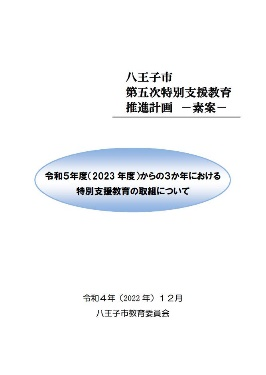 八王子市
第五次特別支援教育
推進計画 －素案－
令和５年度（2023 年度）からの３か年における
特別支援教育の取組について
令和４年（2022 年）１２月
八王子市教育委員会